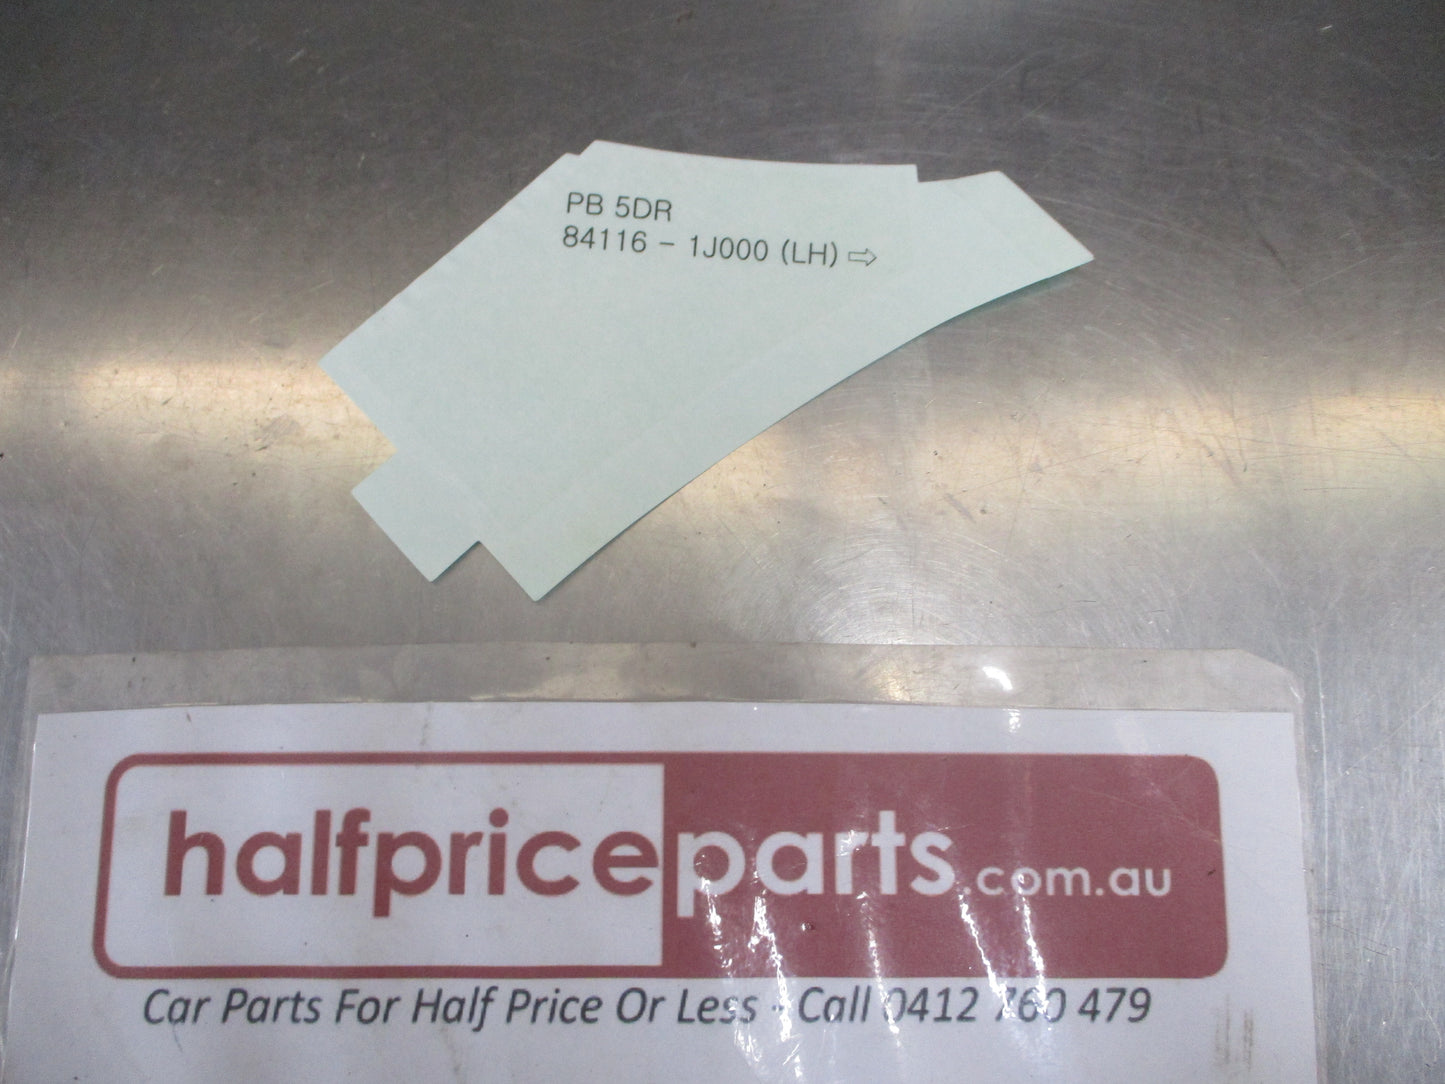 PB 5DR
84116 - 1J000 (LH) ⇨
halfpriceparts.com.au
Car Parts For Half Price Or Less - Call 0412 760 479